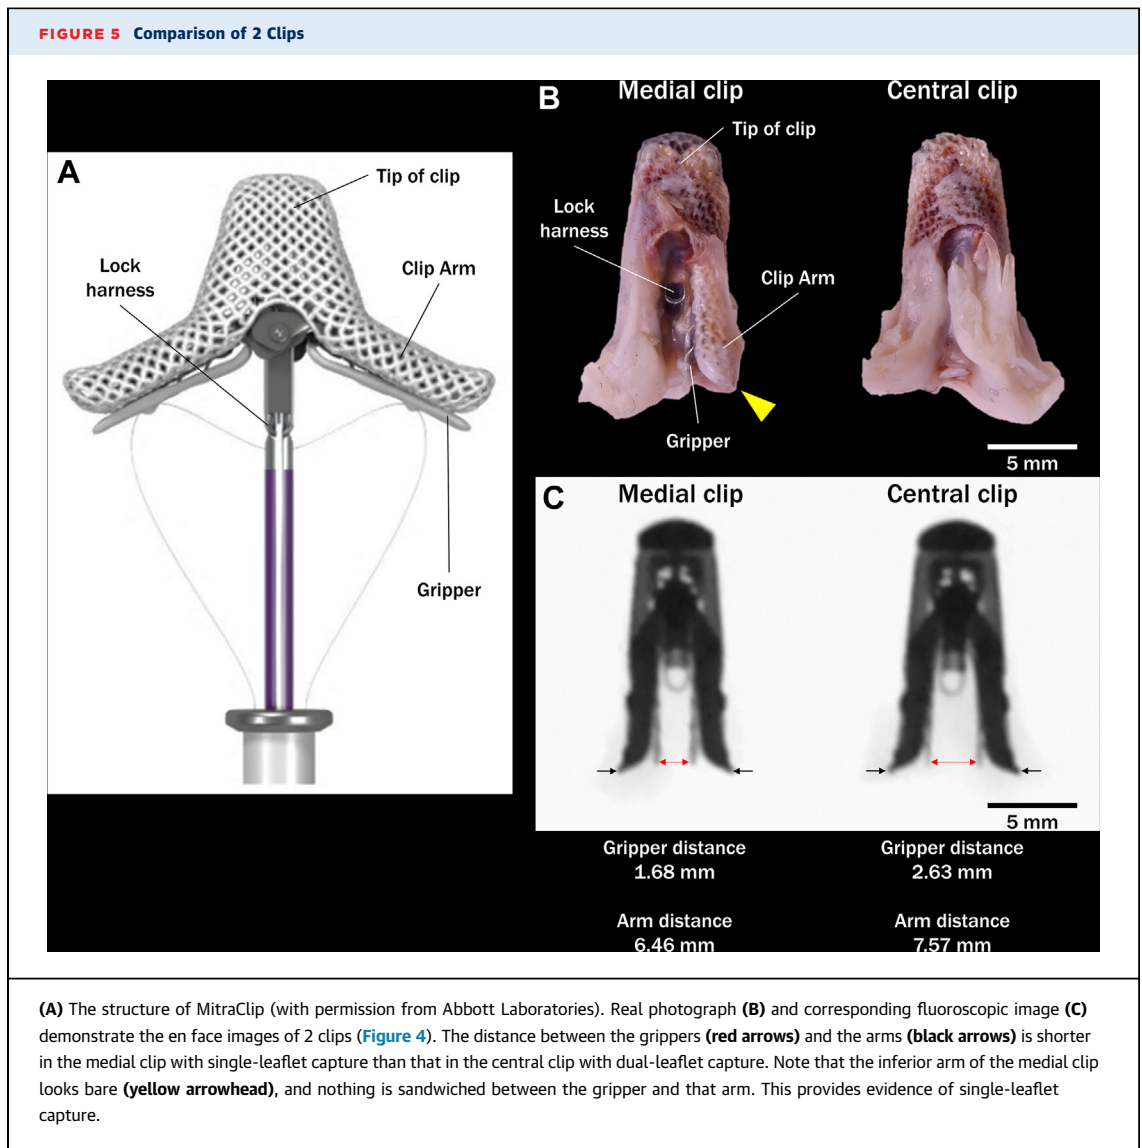 FIGURE 5 Comparison of 2 Clips
A
Tip of clip
Lock
harness
Clip Arm
Gripper
B
Medial clip
Central clip
Tip of clip
Lock
harness
Clip Arm
Gripper
5 mm
C
Medial clip
Central clip
5 mm
Gripper distance
1.68 mm
Gripper distance
2.63 mm
Arm distance
6.46 mm
Arm distance
7.57 mm
(A) The structure of MitraClip (with permission from Abbott Laboratories). Real photograph (B) and corresponding fluoroscopic image (C)
demonstrate the en face images of 2 clips (Figure 4). The distance between the grippers (red arrows) and the arms (black arrows) is shorter
in the medial clip with single-leaflet capture than that in the central clip with dual-leaflet capture. Note that the inferior arm of the medial clip
looks bare (yellow arrowhead), and nothing is sandwiched between the gripper and that arm. This provides evidence of single-leaflet
capture.